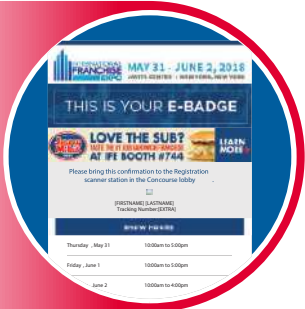 INTERNATIONAL
FRANCHISE
EXPO
MAY 31 - JUNE 2, 2018
JAVITS CENTER | NEW YORK, NEW YORK
THIS IS YOUR E-BADGE
LOVE THE SUB?
AT IFE BOOTH #744
LEARN
MORE
Please bring this confirmation to the Registration
scanner station in the Concourse lobby .
[FIRSTNAME] [LASTNAME]
Tracking Number:[EXTRA]
SHOW HOURS
Thursday , May 31 10:00am to 5:00pm
Friday , June 1 10:00am to 5:00pm
June 2 10:00am to 4:00pm